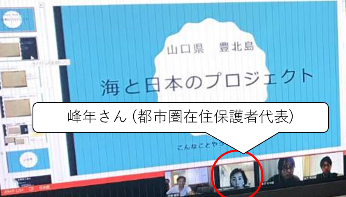 山口県 豊北島
海と日本のプロジェクト
峰年さん (都市圏在住保護者代表)